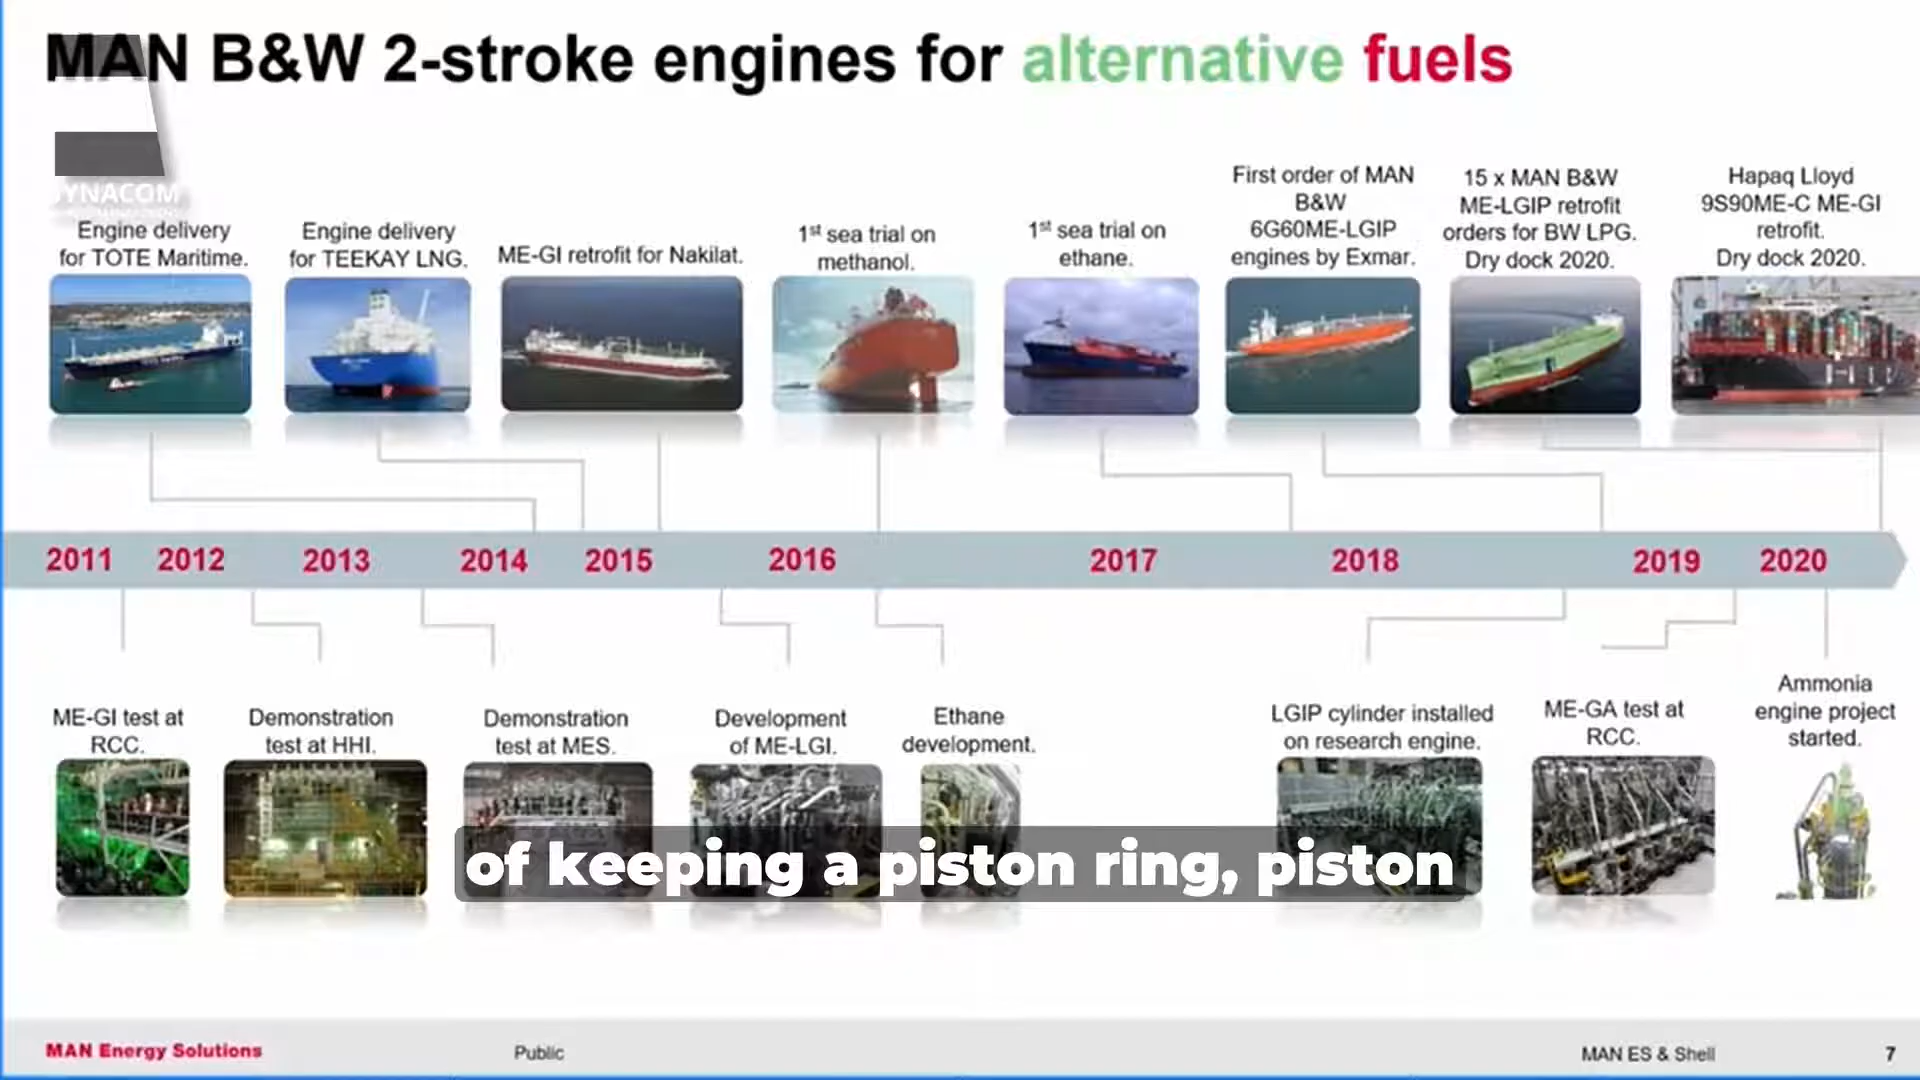 MAN B&W 2-stroke engines for alternative fuels
YNACOM
Engine delivery
for TOTE Maritime.
Engine delivery
for TEEKAY LNG.
ME-GI retrofit for Nakilat.
1st sea trial on
methanol.
1st sea trial on
ethane.
First order of MAN
B&W
6G60ME-LGIP
engines by Exmar.
15 x MAN B&W
ME-LGIP retrofit
orders for BW LPG.
Dry dock 2020.
Hapaq Lloyd
9S90ME-C ME-GI
retrofit.
Dry dock 2020.
2011 2012 2013 2014 2015 2016 2017 2018 2019 2020
ME-GI test at
RCC.
Demonstration
test at HHI.
Demonstration
test at MES.
Development
of ME-LGI.
Ethane
development.
LGIP cylinder installed
on research engine.
ME-GA test at
RCC.
Ammonia
engine project
started.
of keeping a piston ring, piston
MAN Energy Solutions Public MAN ES & Shell 7